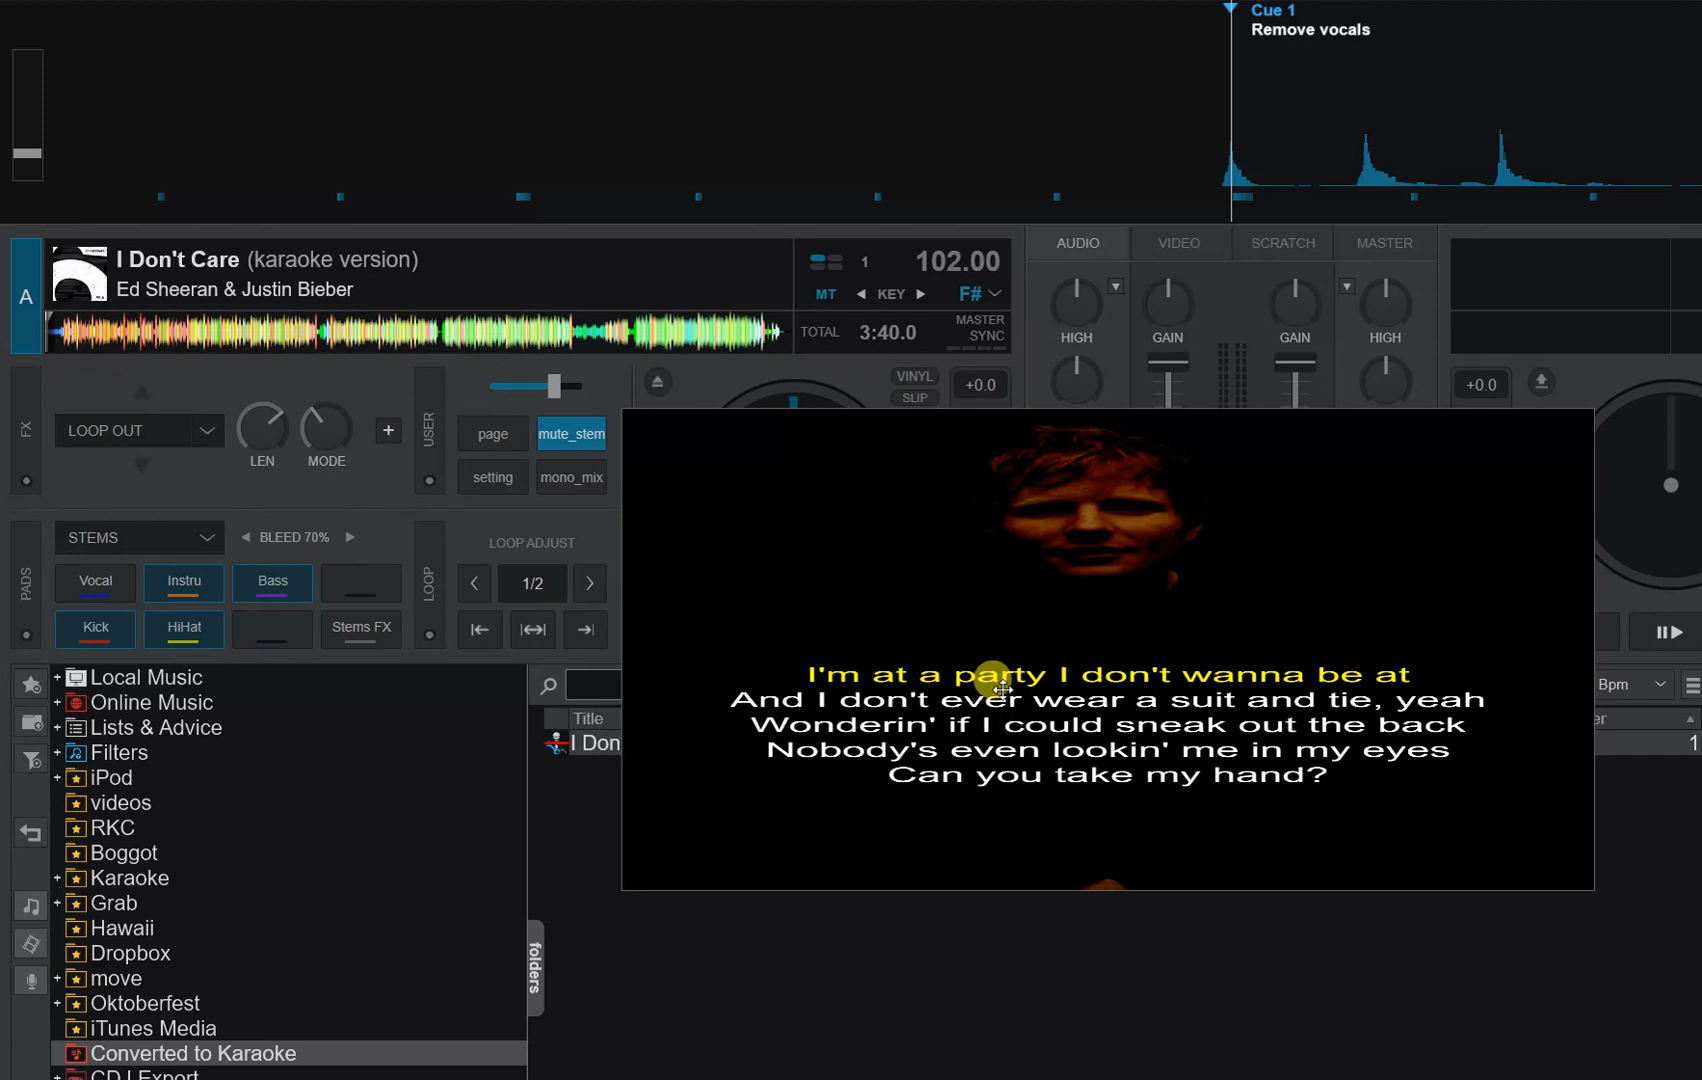 Cue 1
Remove vocals
A
I Don't Care (karaoke version)
Ed Sheeran & Justin Bieber
1
102.00
MT
KEY
F#
TOTAL
3:40.0
MASTER
SYNC
AUDIO
VIDEO
SCRATCH
MASTER
HIGH
GAIN
GAIN
HIGH
FX
LOOP OUT
LEN
MODE
+
USER
page
mute_stem
setting
mono_mix
VINYL
SLIP
+0.0
+0.0
PADS
STEMS
BLEED 70%
Vocal
Instru
Bass
Kick
HiHat
Stems FX
LOOP
LOOP ADJUST
1/2
I'm at a party I don't wanna be at
And I don't ever wear a suit and tie, yeah
Wonderin' if I could sneak out the back
Nobody's even lookin' me in my eyes
Can you take my hand?
Local Music
Online Music
Lists & Advice
Filters
iPod
videos
RKC
Boggot
Karaoke
Grab
Hawaii
Dropbox
move
Oktoberfest
iTunes Media
Converted to Karaoke
CDJ Export
folders
Title
I Don
Bpm
er
1